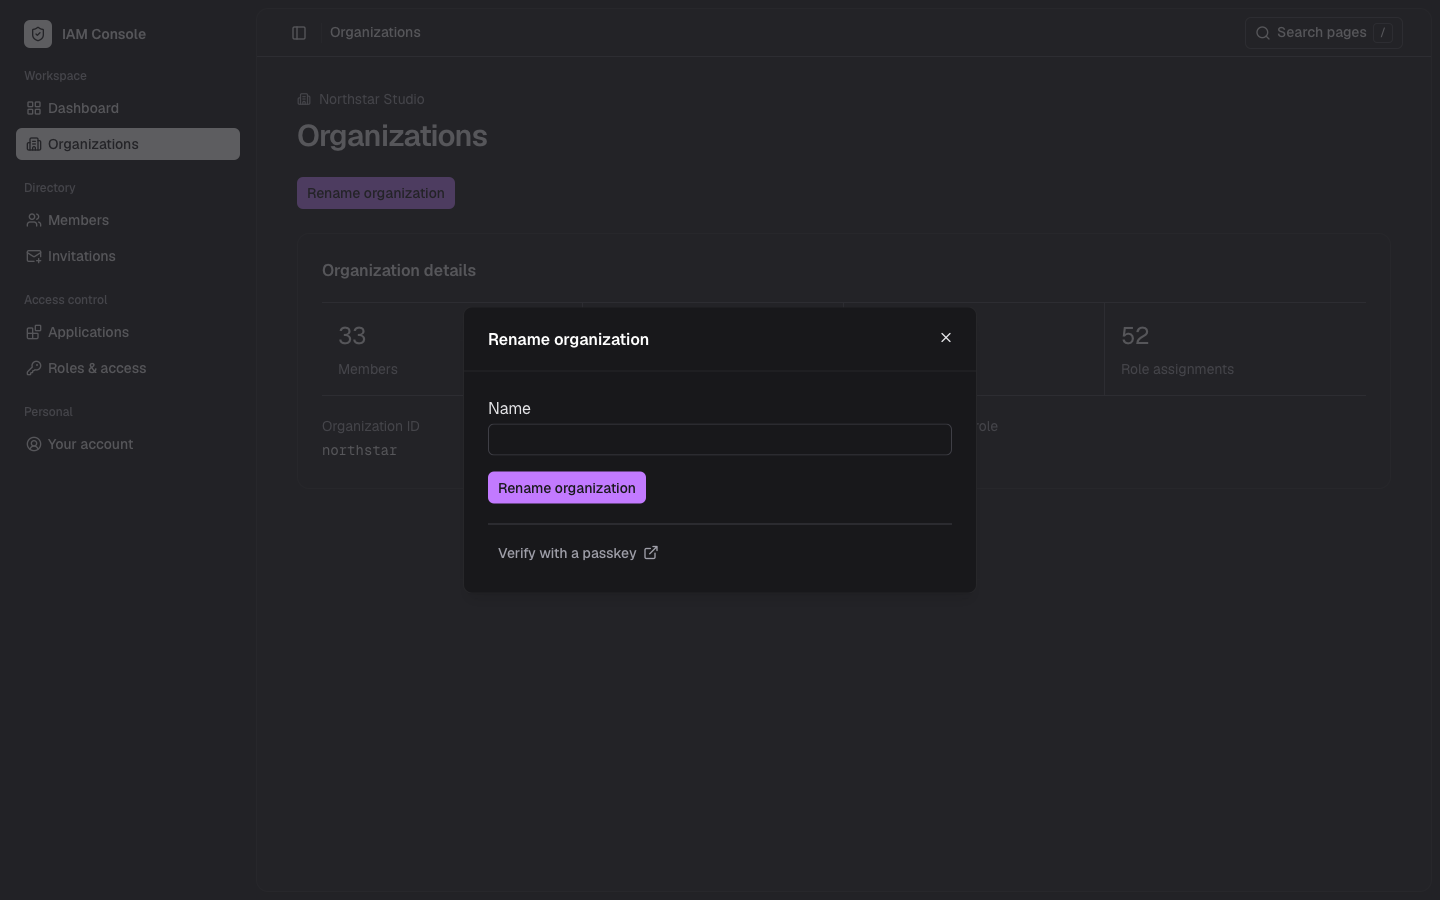 IAM Console
Workspace
Dashboard
Organizations
Directory
Members
Invitations
Access control
Applications
Roles & access
Personal
Your account
Organizations
Search pages /
Northstar Studio
Organizations
Rename organization
Organization details
33
Members
52
Role assignments
Organization ID
northstar
role
Rename organization
Name
Rename organization
Verify with a passkey